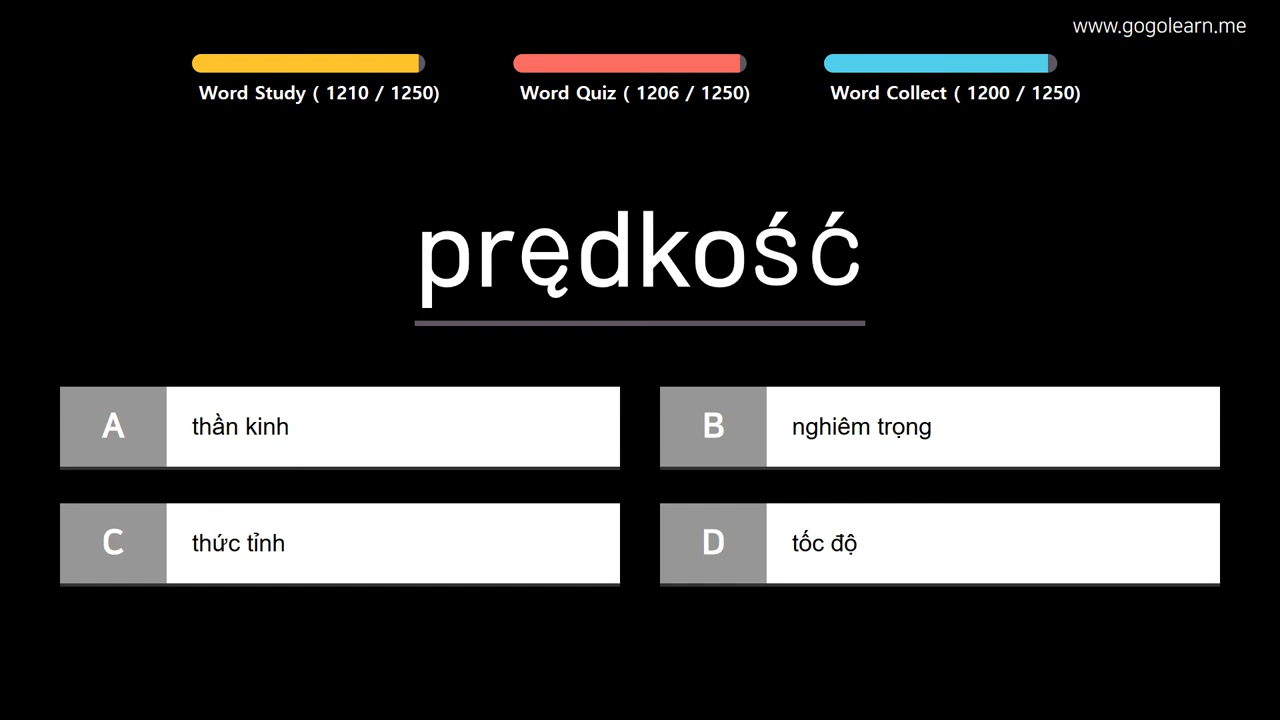 www.gogolearn.me
Word Study ( 1210 / 1250)
Word Quiz ( 1206 / 1250)
Word Collect ( 1200 / 1250)
prędkość
A thần kinh
B nghiêm trọng
C thức tỉnh
D tốc độ